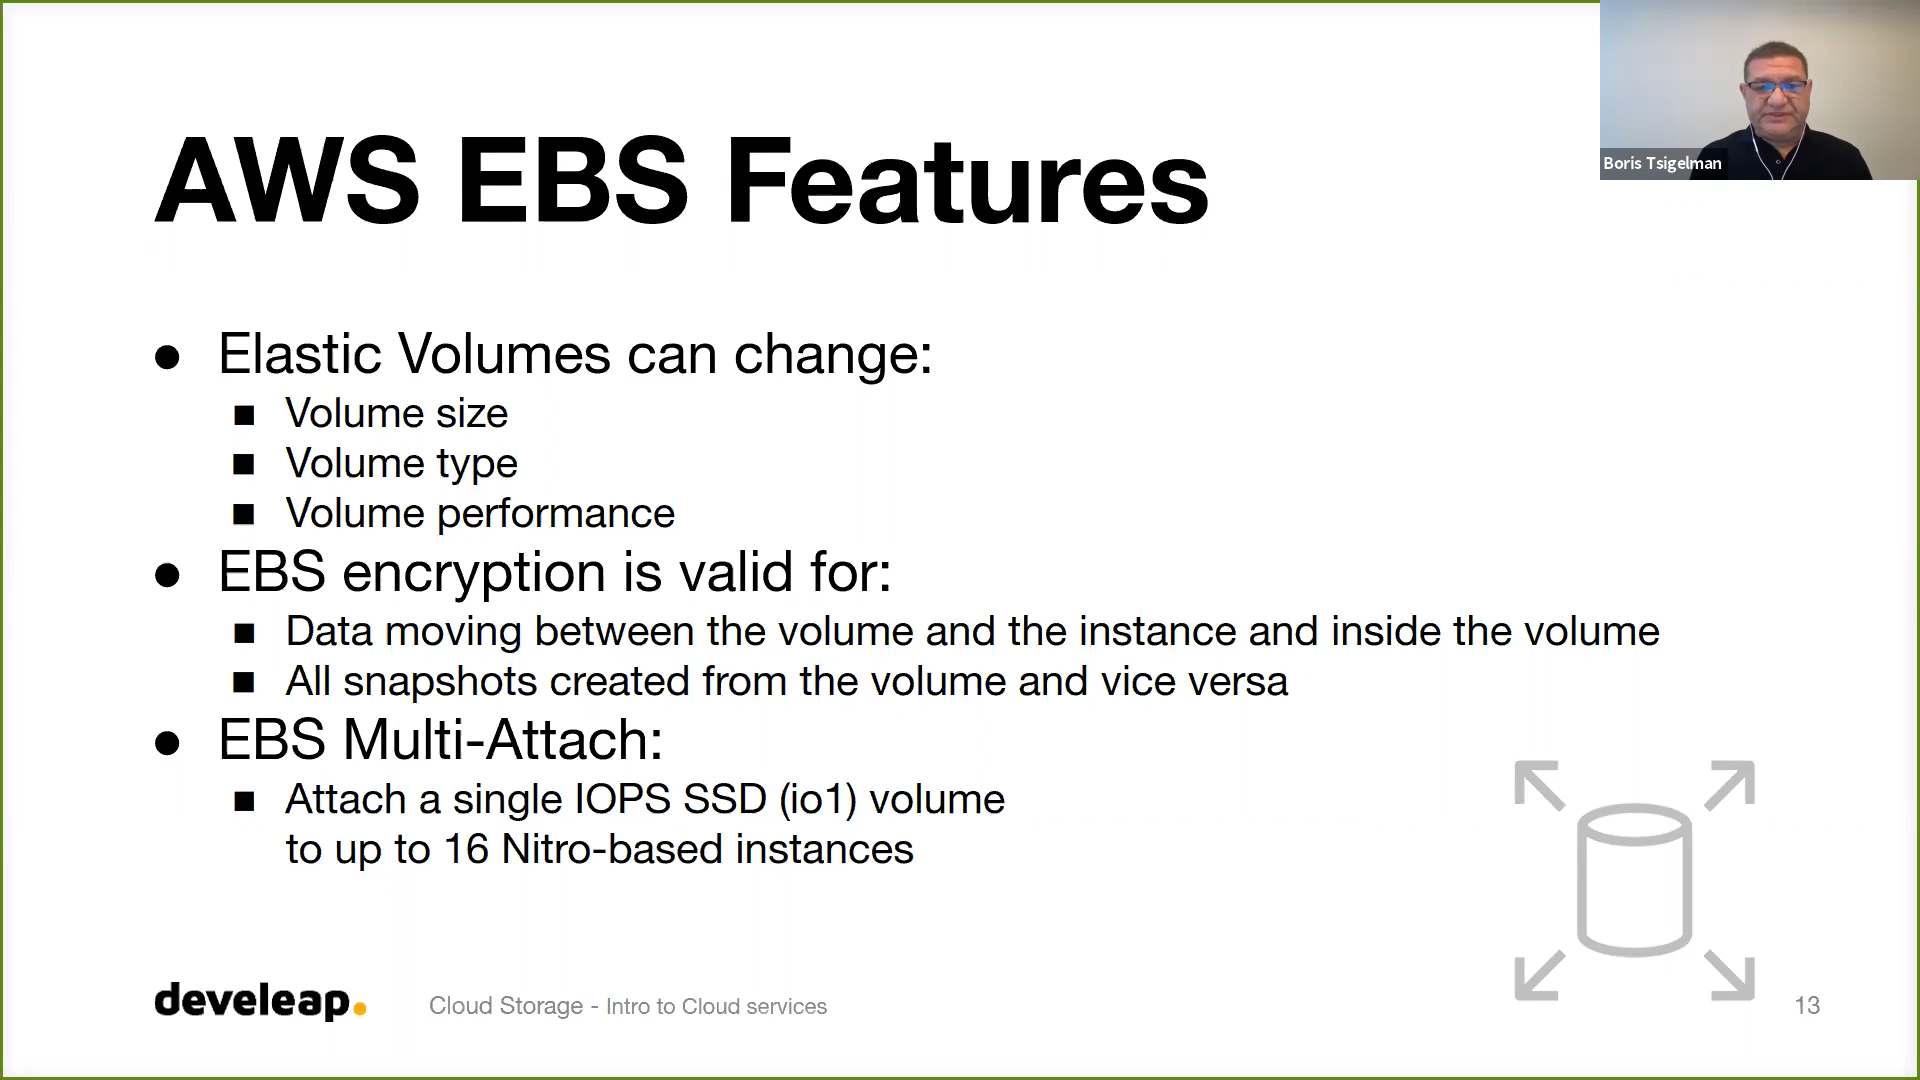 Boris Tsigelman
AWS EBS Features
● Elastic Volumes can change:
■ Volume size
■ Volume type
■ Volume performance
● EBS encryption is valid for:
■ Data moving between the volume and the instance and inside the volume
■ All snapshots created from the volume and vice versa
● EBS Multi-Attach:
■ Attach a single IOPS SSD (io1) volume
to up to 16 Nitro-based instances
develeap.
Cloud Storage - Intro to Cloud services
13